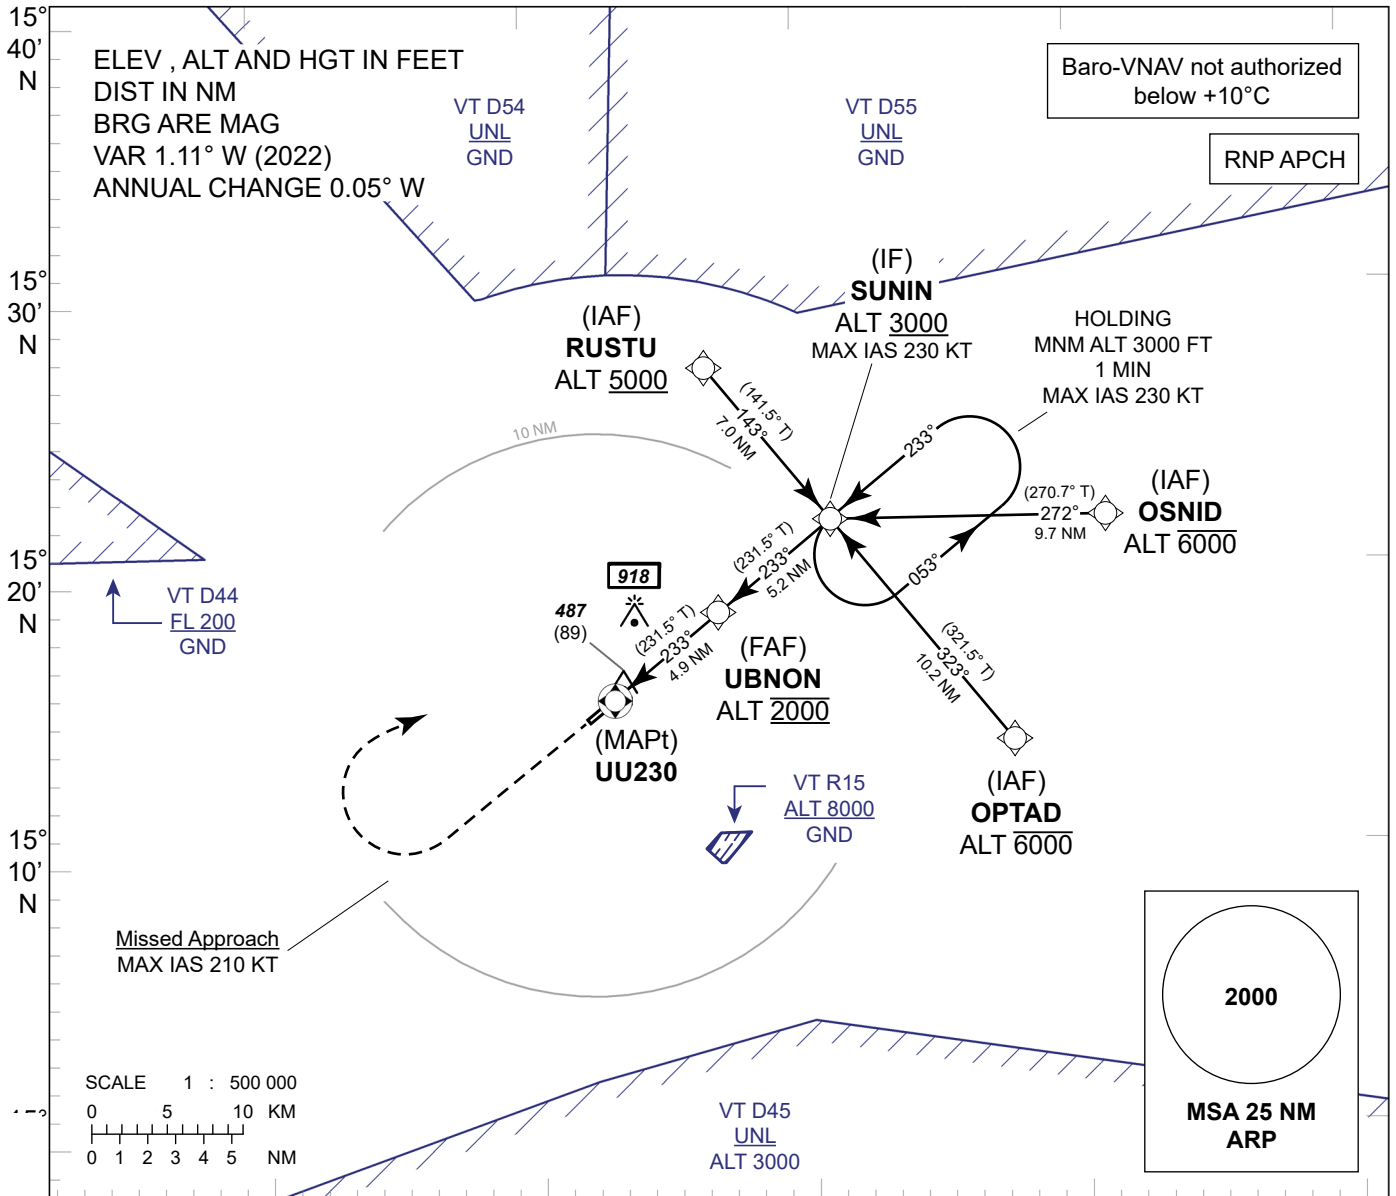 15°
40'
N
ELEV , ALT AND HGT IN FEET
DIST IN NM
BRG ARE MAG
VAR 1.11° W (2022)
ANNUAL CHANGE 0.05° W
VT D54
UNL
GND
VT D55
UNL
GND
Baro-VNAV not authorized
below +10°C
RNP APCH
15°
30'
N
(IF)
SUNIN
ALT 3000
MAX IAS 230 KT
(IAF)
RUSTU
ALT 5000
HOLDING
MNM ALT 3000 FT
1 MIN
MAX IAS 230 KT
(141.5° T)
143°
7.0 NM
10 NM
233°
(270.7° T)
272°
9.7 NM
(IAF)
OSNID
ALT 6000
053°
15°
20'
N
VT D44
FL 200
GND
918
487
(89)
(231.5° T)
233°
5.2 NM
(231.5° T)
233°
4.9 NM
(FAF)
UBNON
ALT 2000
(321.5° T)
323°
10.2 NM
(MAPt)
UU230
(IAF)
OPTAD
ALT 6000
VT R15
ALT 8000
GND
15°
10'
N
Missed Approach
MAX IAS 210 KT
2000
MSA 25 NM
ARP
SCALE 1 : 500 000
0 5 10 KM
0 1 2 3 4 5 NM
VT D45
UNL
ALT 3000